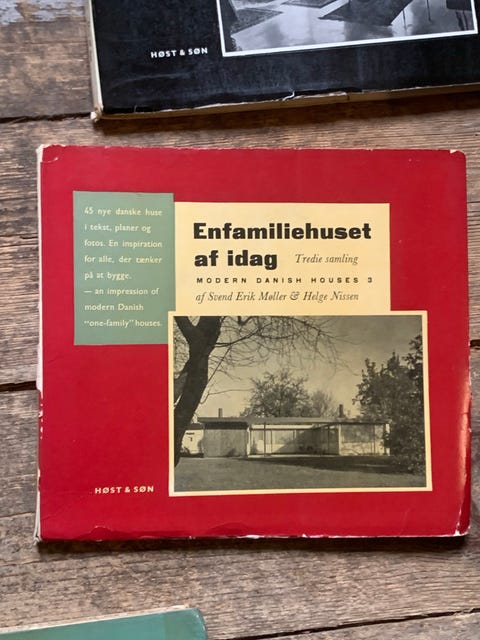 HØST & SØN
45 nye danske huse
i tekst, planer og
fotos. En inspiration
for alle, der tænker
på at bygge.
— an impression of
modern Danish
"one-family" houses.
Enfamiliehuset
af idag Tredie samling
MODERN DANISH HOUSES 3
af Svend Erik Møller & Helge Nissen
HØST & SØN